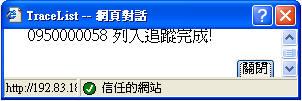 TraceList -- 網頁對話
0950000058 列入追蹤完成!
關閉
http://192.83.18
信任的網站